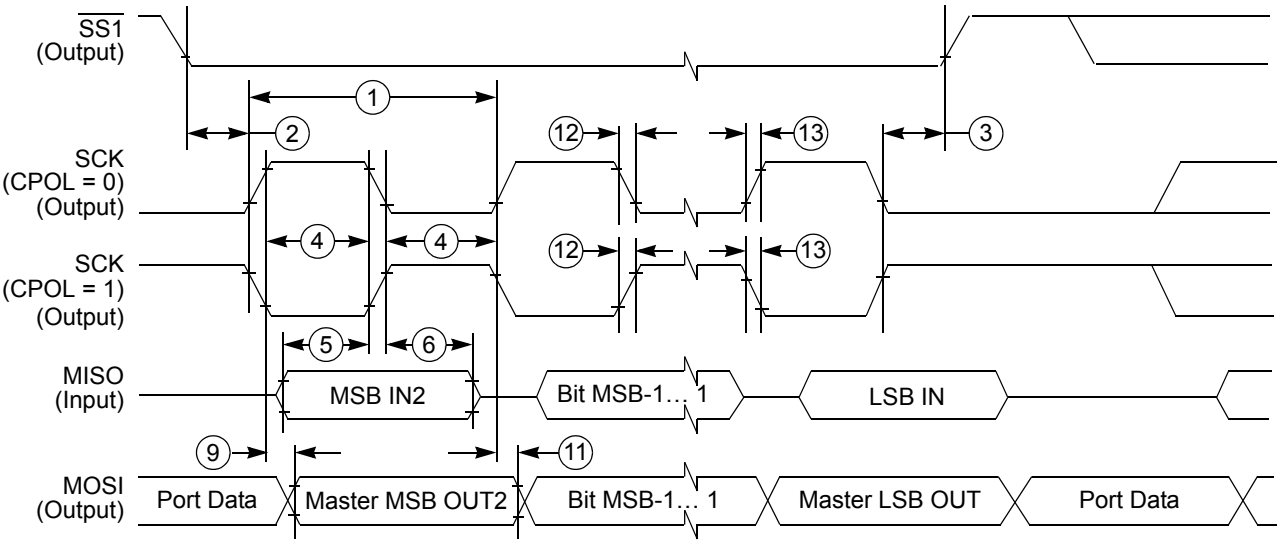 SS1
(Output)
1
2
12
13
3
SCK
(CPOL = 0)
(Output)
4
4
12
13
SCK
(CPOL = 1)
(Output)
5
6
MISO
(Input)
MSB IN2
Bit MSB-1… 1
LSB IN
9
11
MOSI
(Output)
Port Data
Master MSB OUT2
Bit MSB-1… 1
Master LSB OUT
Port Data